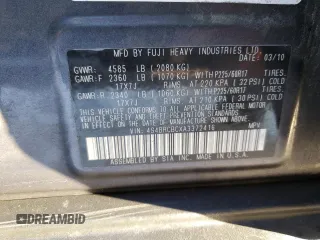 MFD BY FUJI HEAVY INDUSTRIES LTD.
DATE: 03/10
GVWR: 4585 LB (2080 KG)
GAWR:F 2360 LB (1070 KG) WITH P225/60R17 TIRES.
17X7J RIMS AT 220 KPA (32 PSI) COLD
GAWR:R 2340 LB (1060 KG) WITH P225/60R17 TIRES.
17X7J RIMS AT 210 KPA (30 PSI) COLD
THIS VEHICLE CONFORMS TO ALL APPLICABLE
FEDERAL MOTOR VEHICLE SAFETY, BUMPER, AND
THEFT PREVENTION STANDARDS IN EFFECT ON
THE DATE OF MANUFACTURE SHOWN ABOVE.
VIN: 4S4BRCBCXA3372416 MPV
ASSEMBLED BY SIA MADE IN U.S.A.